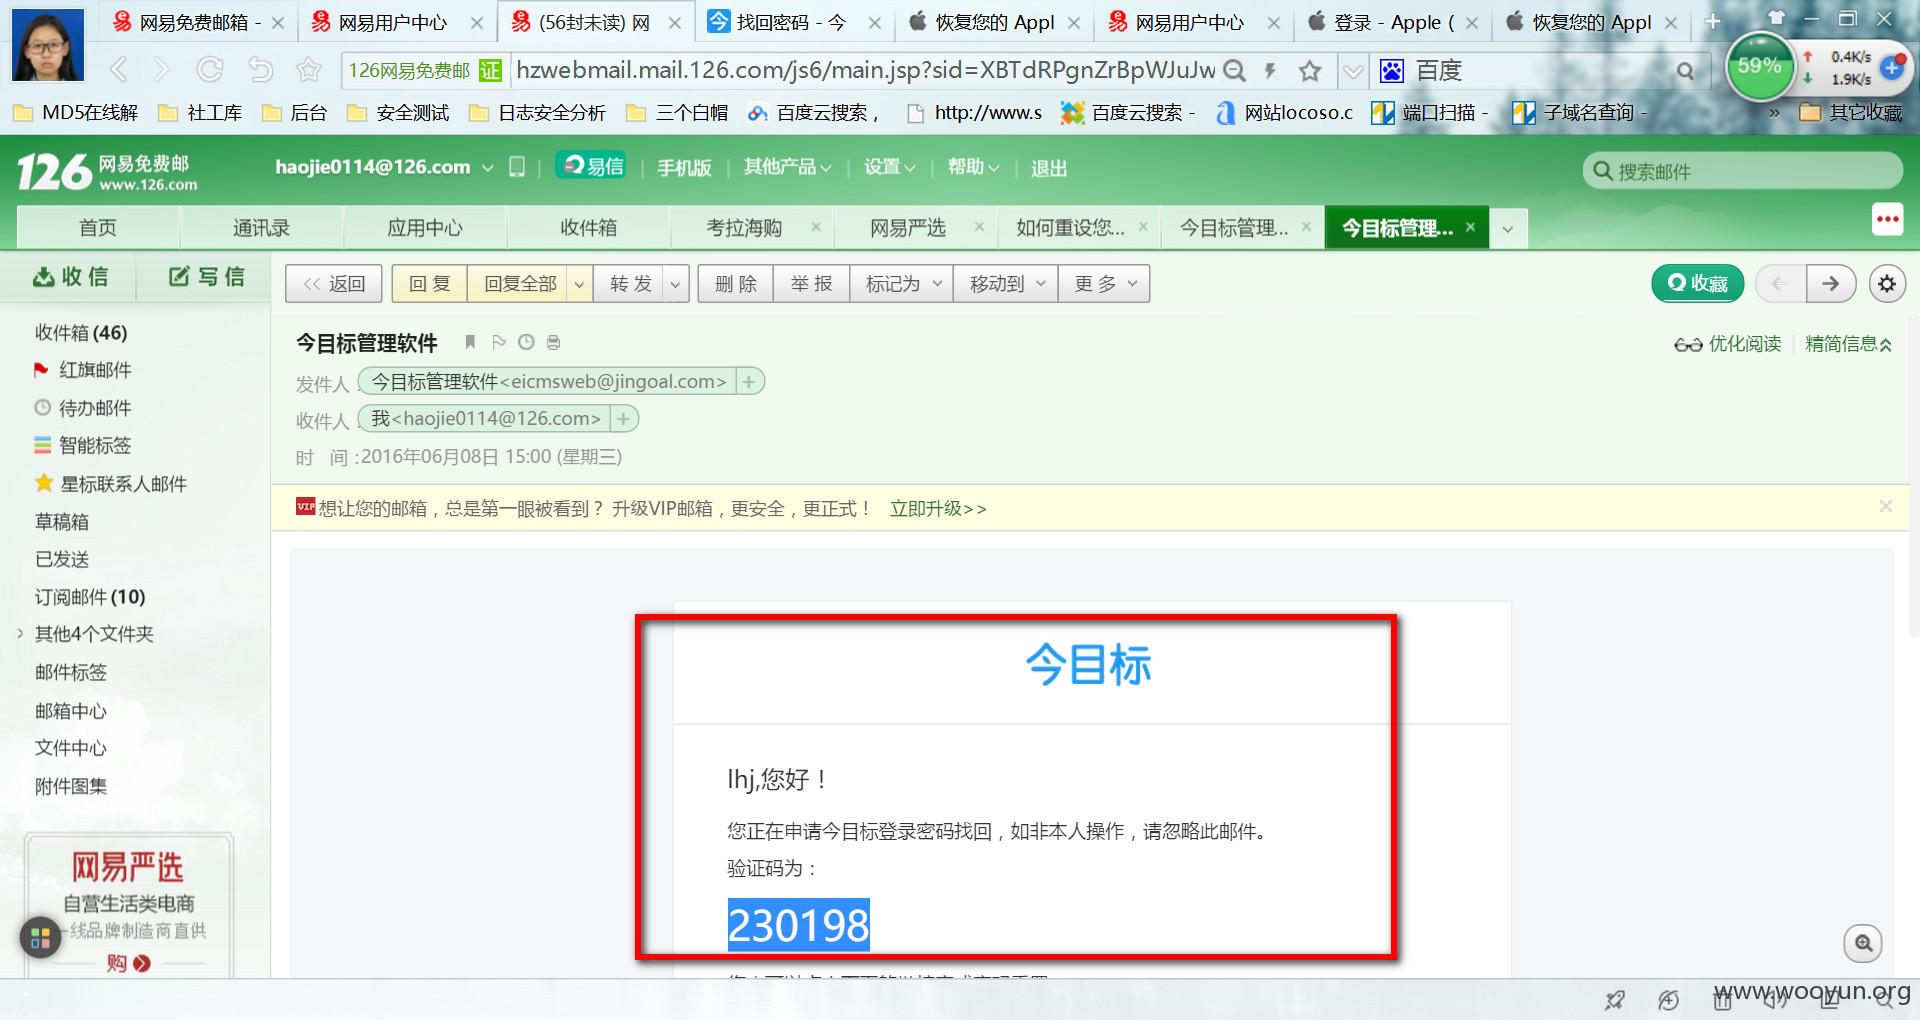 网易免费邮箱 -
网易用户中心
(56封未读) 网
找回密码 - 今
恢复您的 Appl
网易用户中心
登录 - Apple (
恢复您的 Appl
126网易免费邮 证 hzwebmail.mail.126.com/js6/main.jsp?sid=XBTdRPgnZrBpWJuJw 百度
59% 0.4K/s
1.9K/s
MD5在线解 社工库 后台 安全测试 日志安全分析 三个白帽 百度云搜索, http://www.s 百度云搜索 - 网站locoso.c 端口扫描 - 子域名查询 - » 其它收藏
126 网易免费邮
www.126.com
haojie0114@126.com 易信 手机版 其他产品 设置 帮助 退出 搜索邮件
首页 通讯录 应用中心 收件箱 考拉海购 网易严选 如何重设您... 今目标管理... 今目标管理...
收信 写信
<< 返回 回复 回复全部 转发 删除 举报 标记为 移动到 更多 收藏
收件箱 (46)
红旗邮件
待办邮件
智能标签
星标联系人邮件
草稿箱
已发送
订阅邮件 (10)
其他4个文件夹
邮件标签
邮箱中心
文件中心
附件图集
网易严选
自营生活类电商
一线品牌制造商直供
购
今目标管理软件
优化阅读 精简信息
发件人: 今目标管理软件<eicmsweb@jingoal.com> +
收件人: 我<haojie0114@126.com> +
时 间: 2016年06月08日 15:00 (星期三)
VIP 想让您的邮箱，总是第一眼被看到？ 升级VIP邮箱，更安全，更正式！ 立即升级>>
今目标
lhj,您好！
您正在申请今目标登录密码找回，如非本人操作，请忽略此邮件。
验证码为：
230198
www.wooyun.org